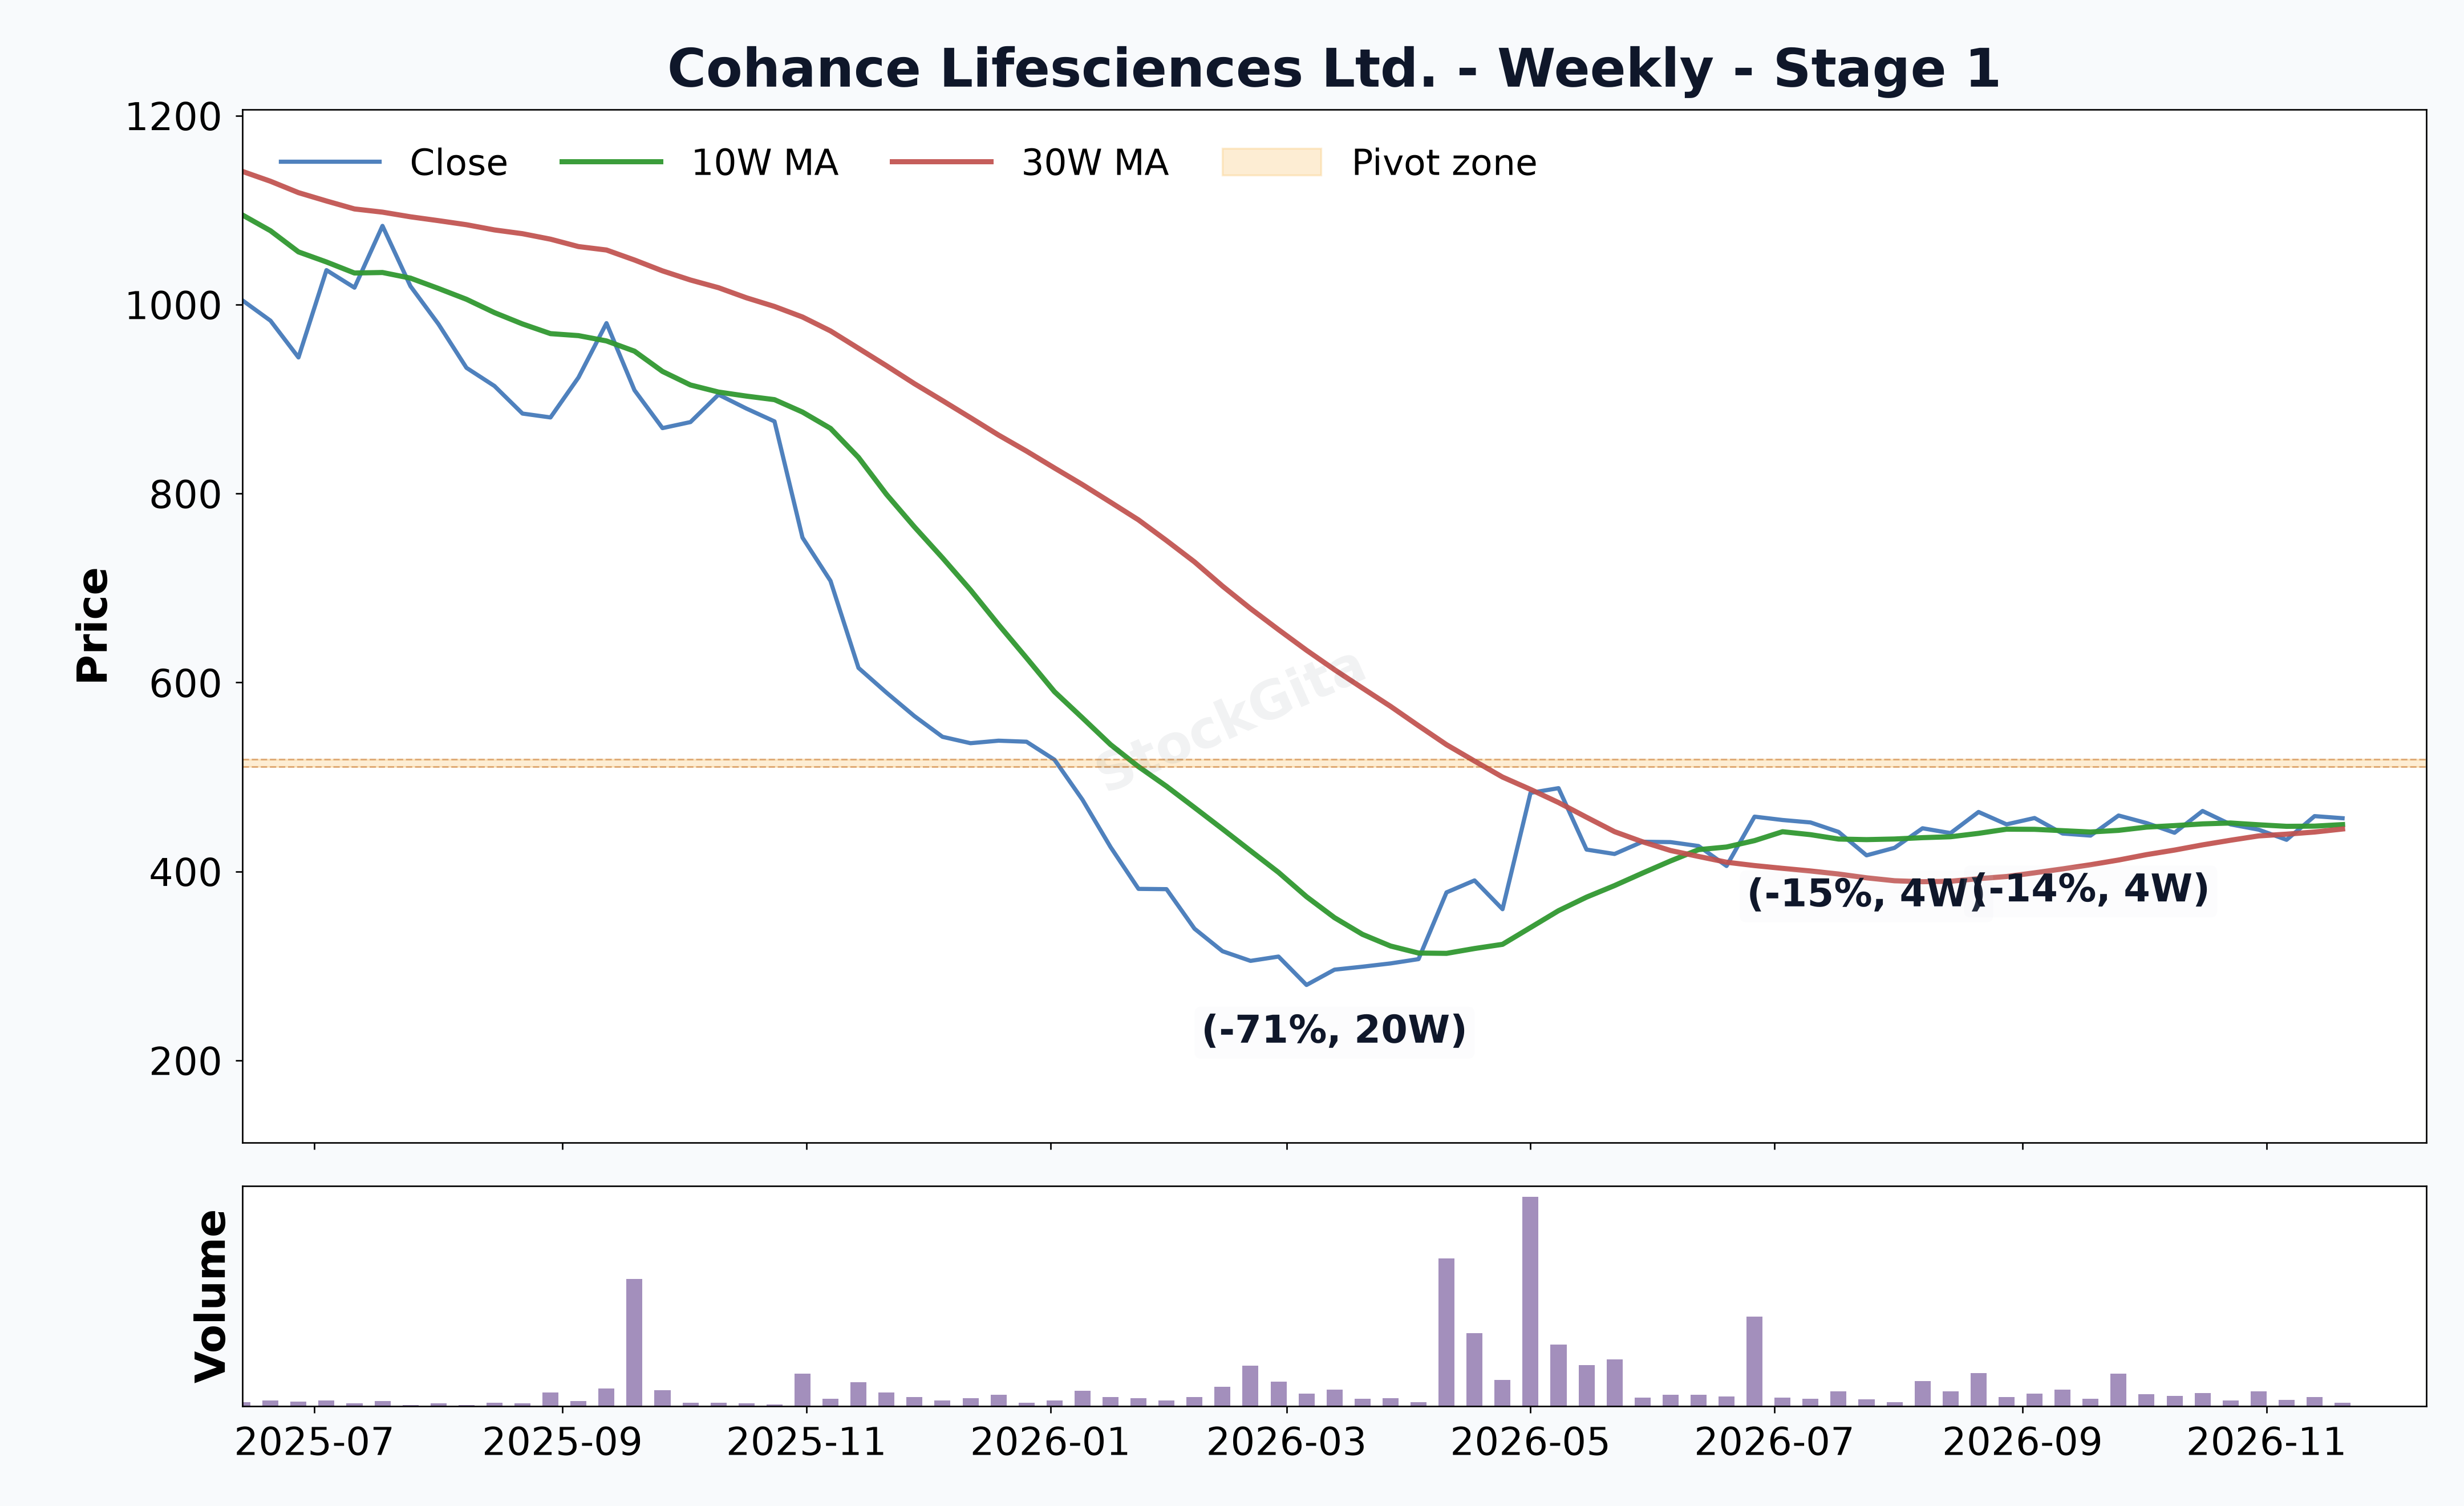 Cohance Lifesciences Ltd. - Weekly - Stage 1
Close
10W MA
30W MA
Pivot zone
1200
1000
800
600
400
200
Price
StockGita
(-71%, 20W)
(-15%, 4W)
(-14%, 4W)
Volume
2025-07
2025-09
2025-11
2026-01
2026-03
2026-05
2026-07
2026-09
2026-11